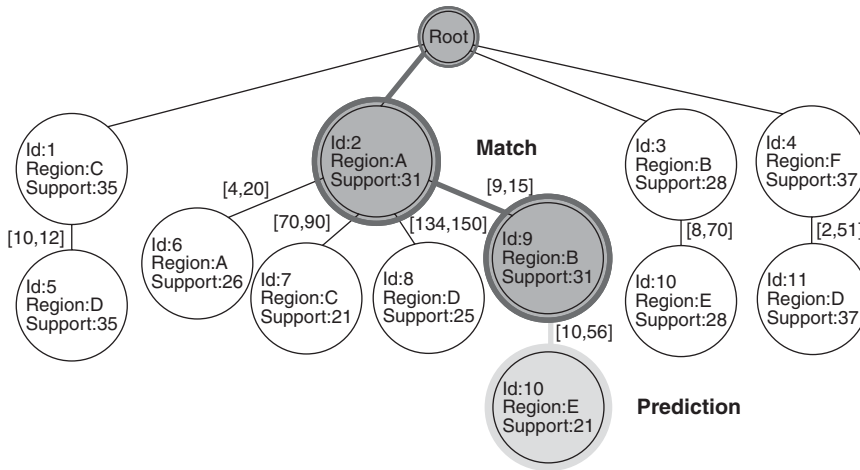 Root
Id:1
Region:C
Support:35
Id:2
Region:A
Support:31
Match
Id:3
Region:B
Support:28
Id:4
Region:F
Support:37
[4,20]
[9,15]
[10,12]
[70,90]
[134,150]
[8,70]
[2,51]
Id:5
Region:D
Support:35
Id:6
Region:A
Support:26
Id:7
Region:C
Support:21
Id:8
Region:D
Support:25
Id:9
Region:B
Support:31
Id:10
Region:E
Support:28
Id:11
Region:D
Support:37
[10,56]
Id:10
Region:E
Support:21
Prediction